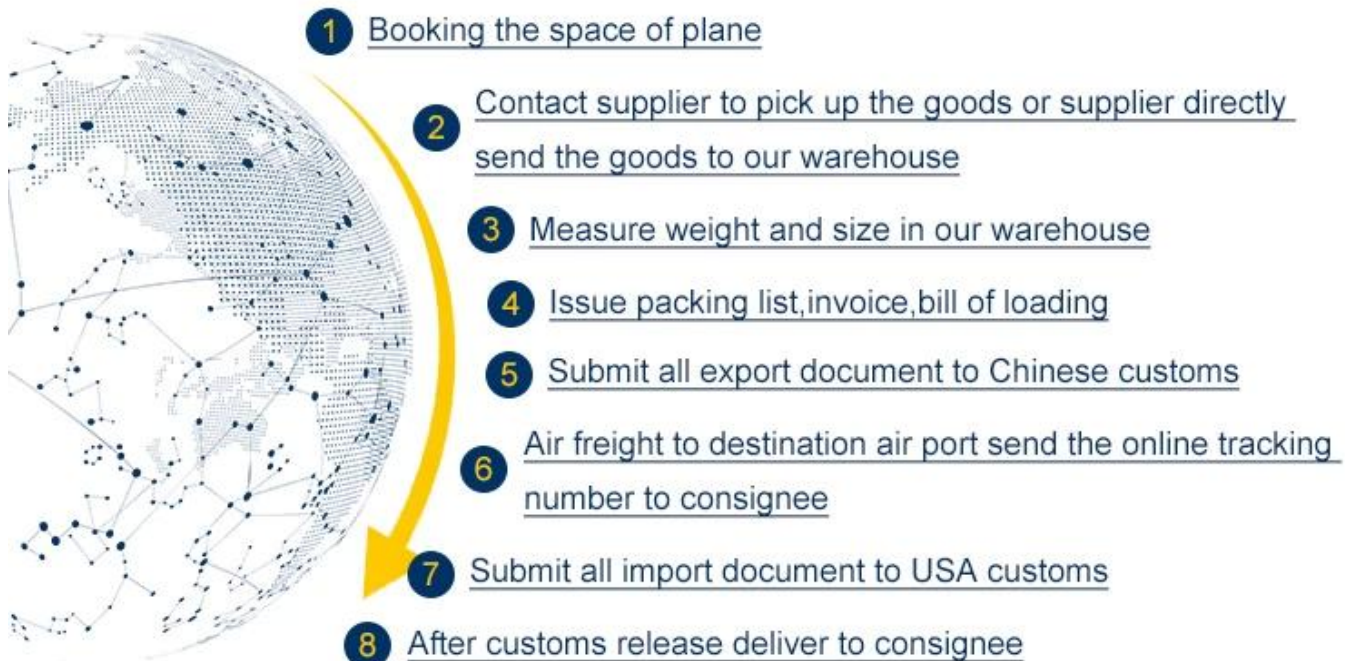 1 Booking the space of plane
2 Contact supplier to pick up the goods or supplier directly
send the goods to our warehouse
3 Measure weight and size in our warehouse
4 Issue packing list,invoice,bill of loading
5 Submit all export document to Chinese customs
6 Air freight to destination air port send the online tracking
number to consignee
7 Submit all import document to USA customs
8 After customs release deliver to consignee